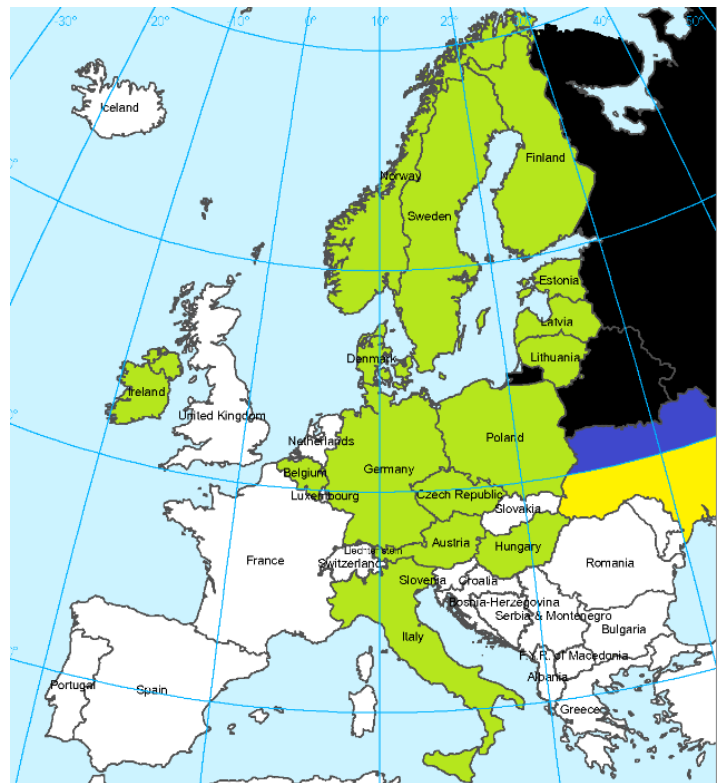 30°
20°
10°
0°
10°
20°
30°
40°
50°
Iceland
Finland
Norway
Sweden
Estonia
Latvia
Denmark
Lithuania
Ireland
United Kingdom
Netherlands
Poland
Belgium
Germany
Luxembourg
Czech Republic
Slovakia
Austria
Hungary
Liechtenstein
Switzerland
France
Romania
Slovenia
Croatia
Bosnia-Herzegovina
Serbia & Montenegro
Bulgaria
Italy
F.Y.R. of Macedonia
Albania
Portugal
Spain
Greece